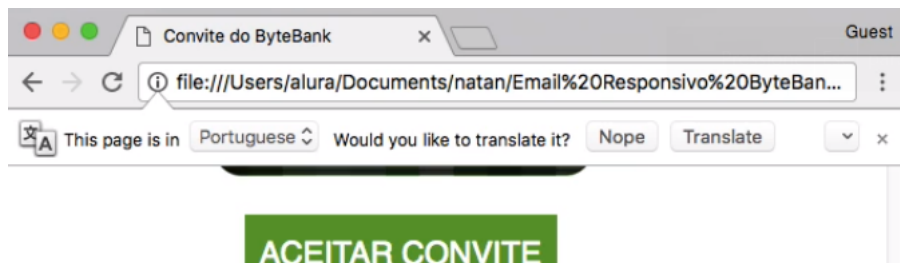 Convite do ByteBank
Guest
file:///Users/alura/Documents/natan/Email%20Responsivo%20ByteBan...
This page is in Portuguese Would you like to translate it? Nope Translate
ACEITAR CONVITE